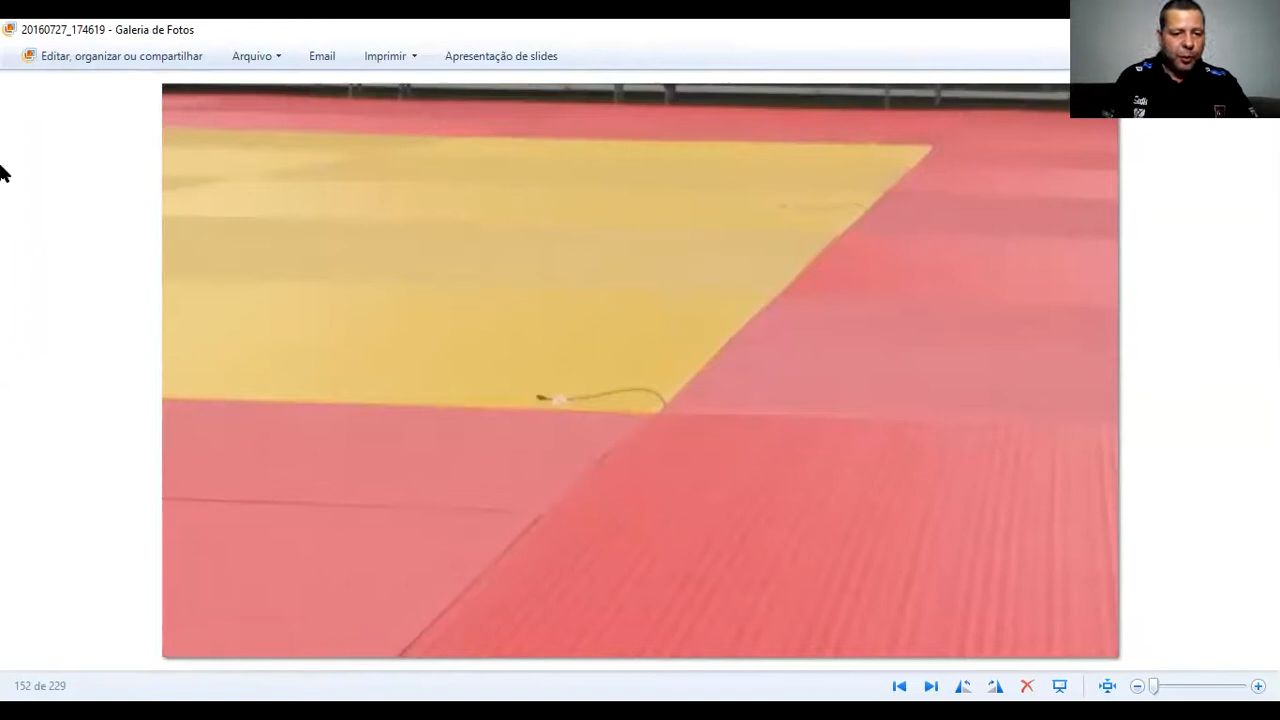 20160727_174619 - Galeria de Fotos
Editar, organizar ou compartilhar Arquivo Email Imprimir Apresentação de slides
152 de 229